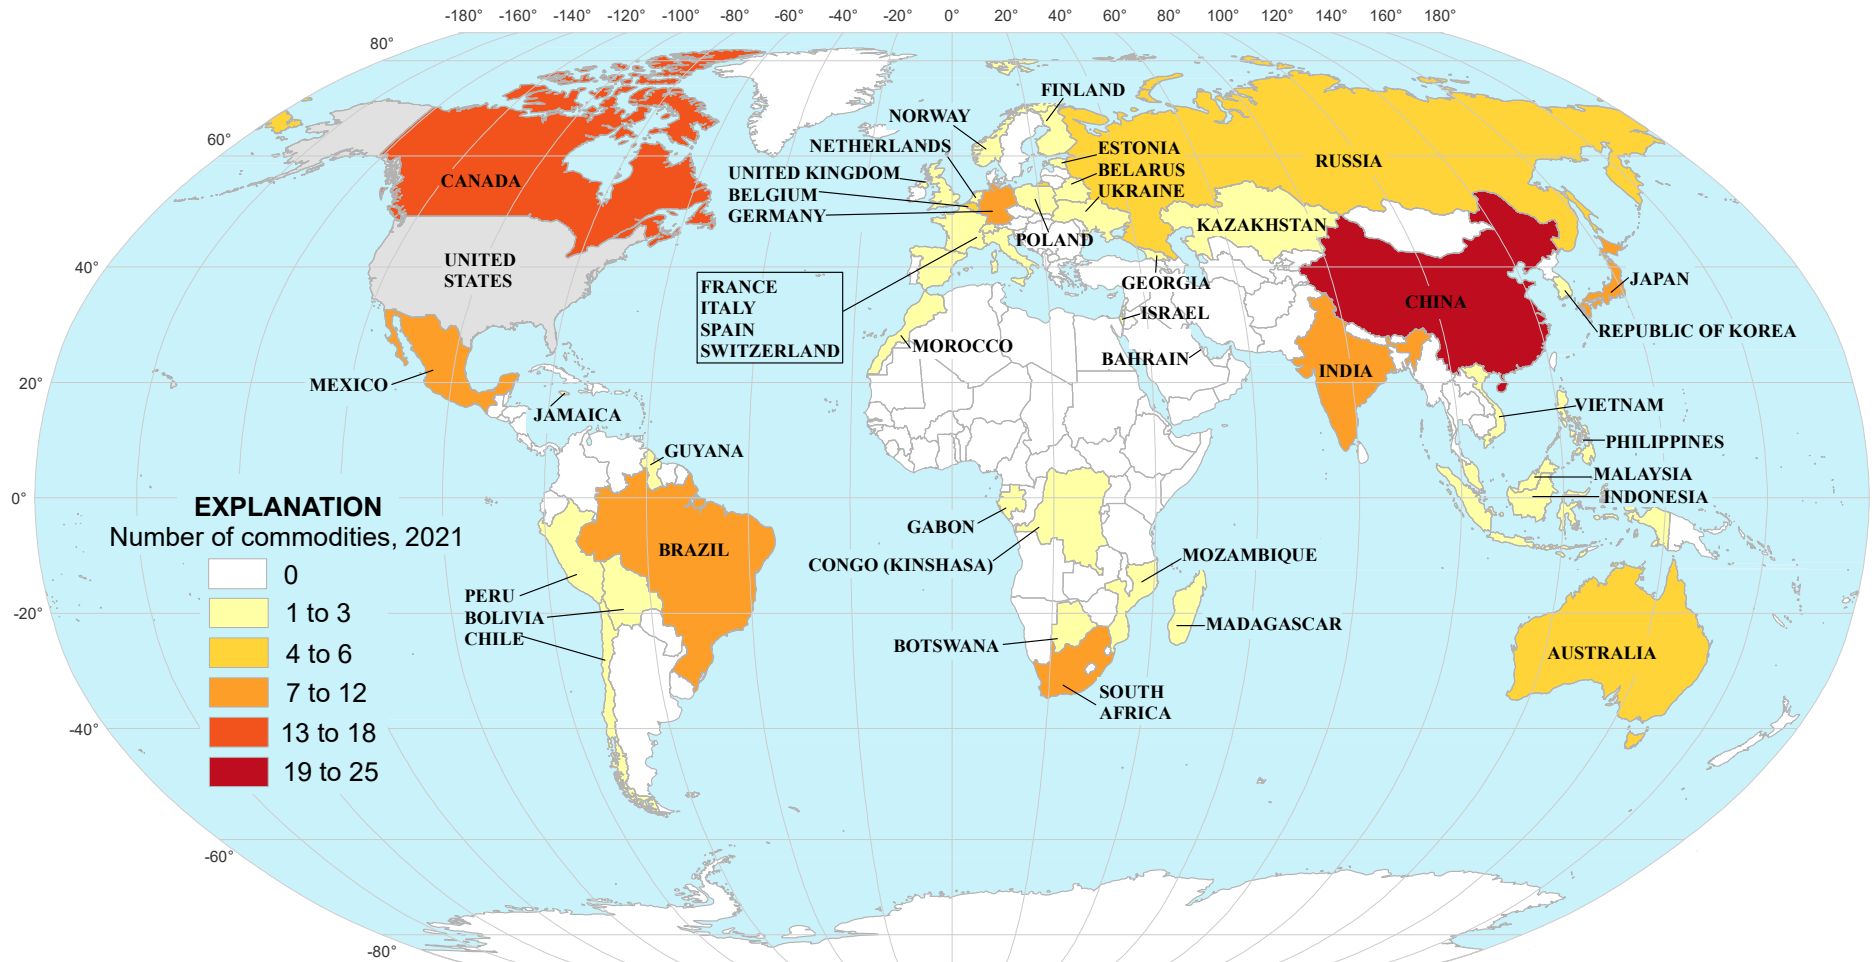 -180° -160° -140° -120° -100° -80° -60° -40° -20° 0° 20° 40° 60° 80° 100° 120° 140° 160° 180°
80°
60°
40°
20°
0°
-20°
-40°
-60°
-80°
CANADA
UNITED
STATES
MEXICO
JAMAICA
GUYANA
BRAZIL
PERU
BOLIVIA
CHILE
FINLAND
NORWAY
NETHERLANDS
UNITED KINGDOM
BELGIUM
GERMANY
ESTONIA
BELARUS
UKRAINE
POLAND
FRANCE
ITALY
SPAIN
SWITZERLAND
RUSSIA
KAZAKHSTAN
GEORGIA
ISRAEL
BAHRAIN
MOROCCO
CHINA
JAPAN
REPUBLIC OF KOREA
INDIA
VIETNAM
PHILIPPINES
MALAYSIA
INDONESIA
GABON
CONGO (KINSHASA)
MOZAMBIQUE
MADAGASCAR
BOTSWANA
SOUTH
AFRICA
AUSTRALIA
EXPLANATION
Number of commodities, 2021
0
1 to 3
4 to 6
7 to 12
13 to 18
19 to 25